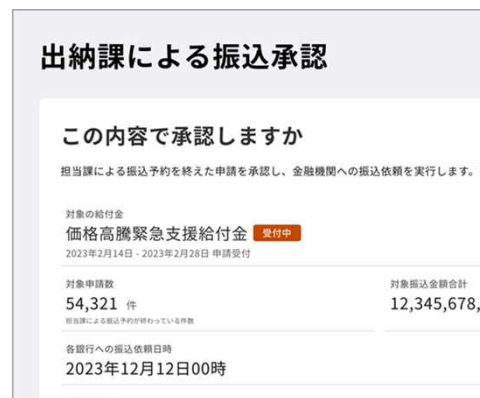 出納課による振込承認
この内容で承認しますか
担当課による振込予約を終えた申請を承認し、金融機関への振込依頼を実行します。
対象の給付金
価格高騰緊急支援給付金 受付中
2023年2月14日 - 2023年2月28日 申請受付
対象申請数 対象振込金額合計
54,321 件 12,345,678,
担当課による振込予約が終わっている件数
各銀行への振込依頼日時
2023年12月12日00時